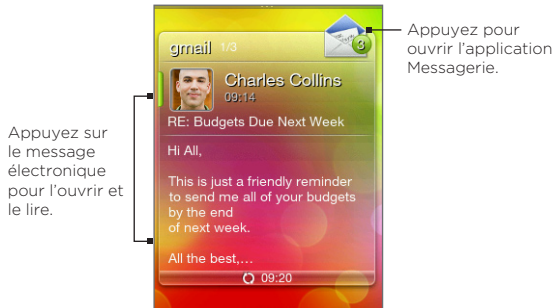 Appuyez pour
ouvrir l'application
Messagerie.
gmail 1/3
3
Charles Collins
09:14
RE: Budgets Due Next Week
Hi All,
This is just a friendly reminder
to send me all of your budgets
by the end
of next week.
All the best,...
09:20
Appuyez sur
le message
électronique
pour l'ouvrir et
le lire.